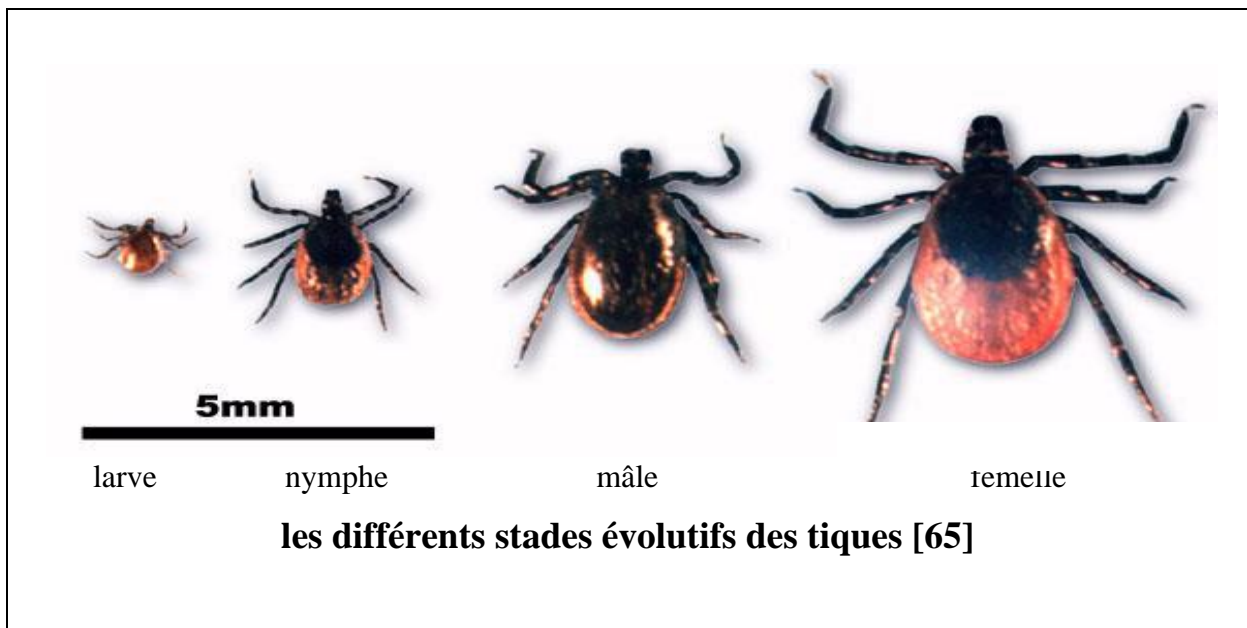 5mm
larve nymphe mâle femelle
les différents stades évolutifs des tiques [65]